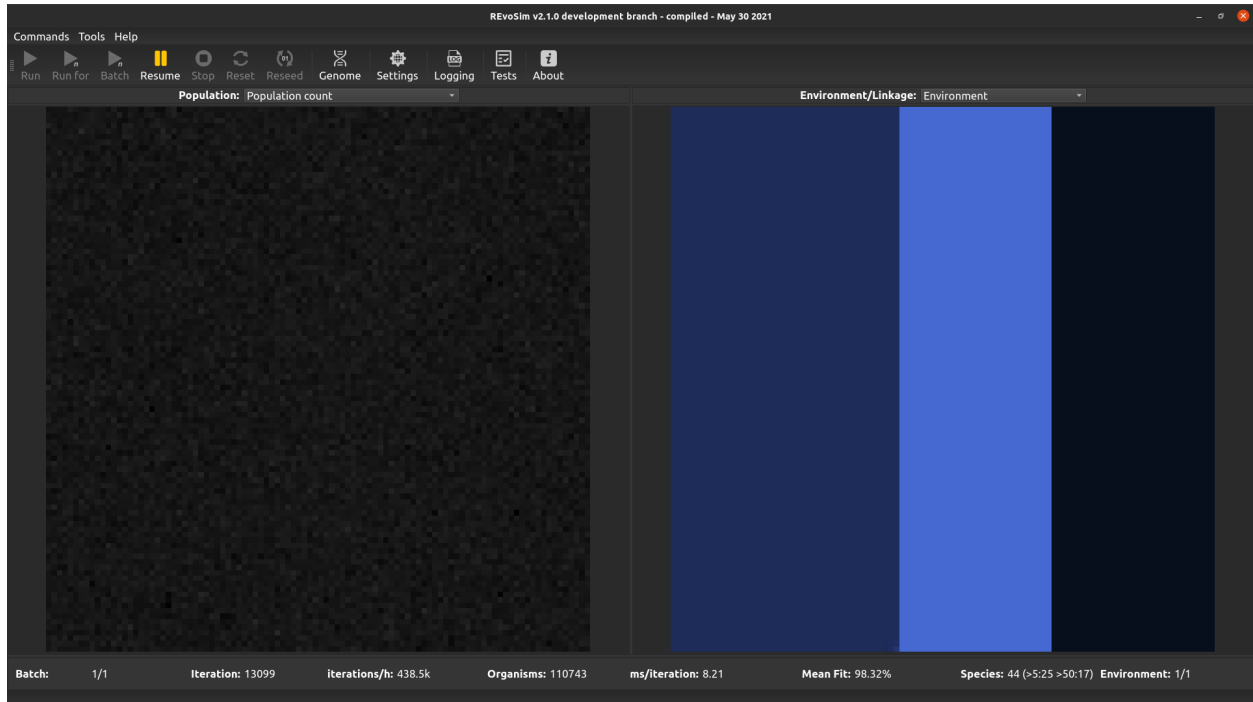 REvoSim v2.1.0 development branch - compiled - May 30 2021
Commands Tools Help
Run Run for Batch Resume Stop Reset Reseed Genome Settings Logging Tests About
Population: Population count Environment/Linkage: Environment
Batch: 1/1 Iteration: 13099 iterations/h: 438.5k Organisms: 110743 ms/iteration: 8.21 Mean Fit: 98.32% Species: 44 (>5:25 >50:17) Environment: 1/1